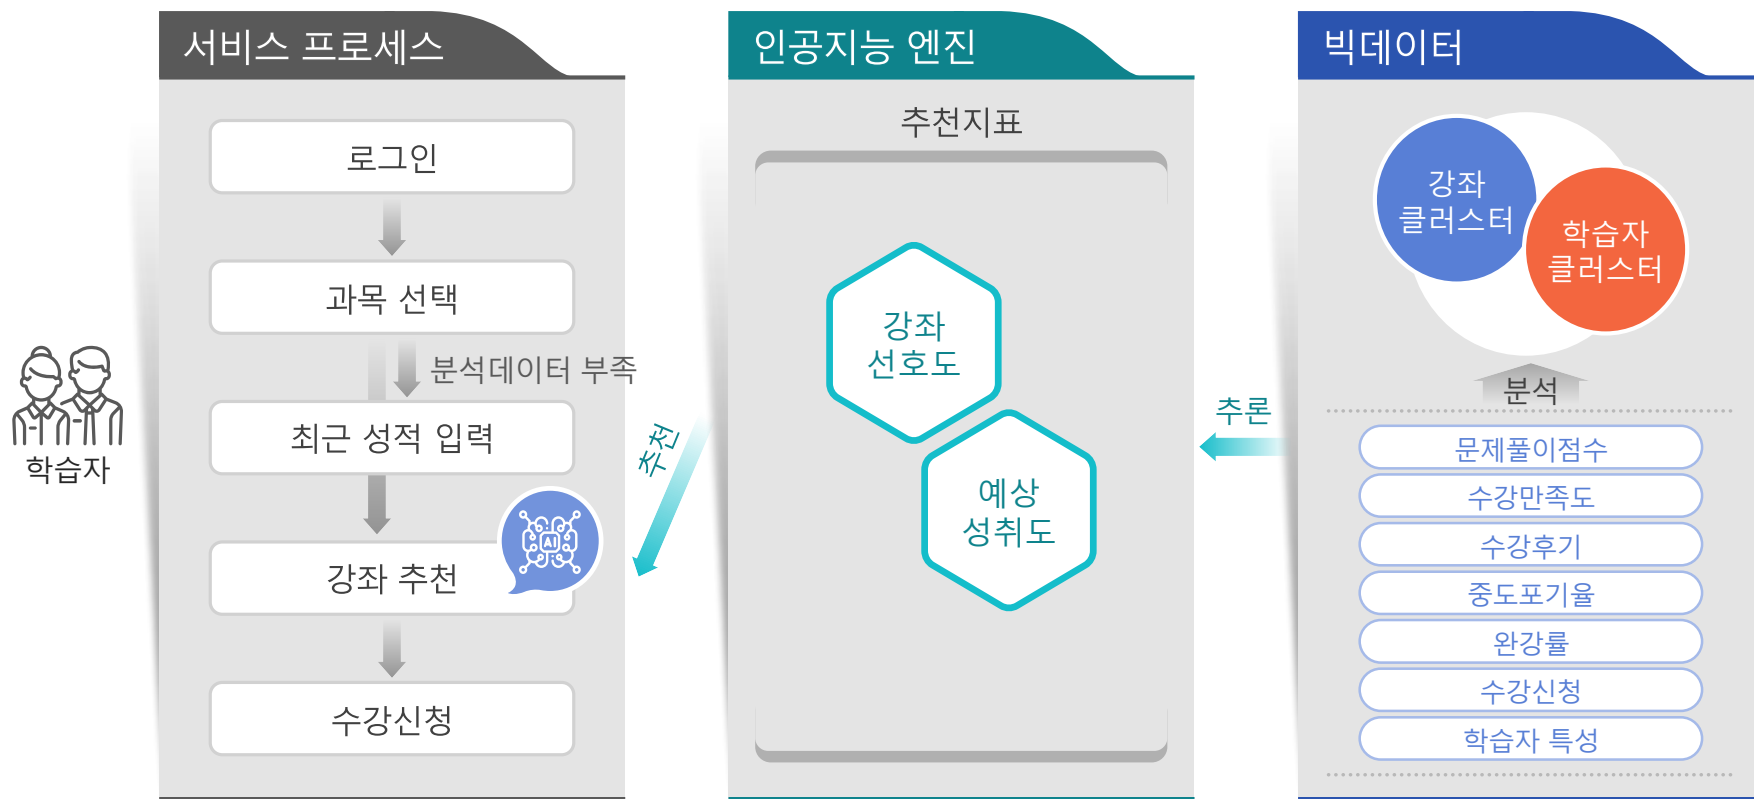 서비스 프로세스
로그인
과목 선택
분석데이터 부족
최근 성적 입력
강좌 추천
AI
수강신청
학습자
추천
인공지능 엔진
추천지표
강좌
선호도
예상
성취도
추론
빅데이터
강좌
클러스터
학습자
클러스터
분석
문제풀이점수
수강만족도
수강후기
중도포기율
완강률
수강신청
학습자 특성